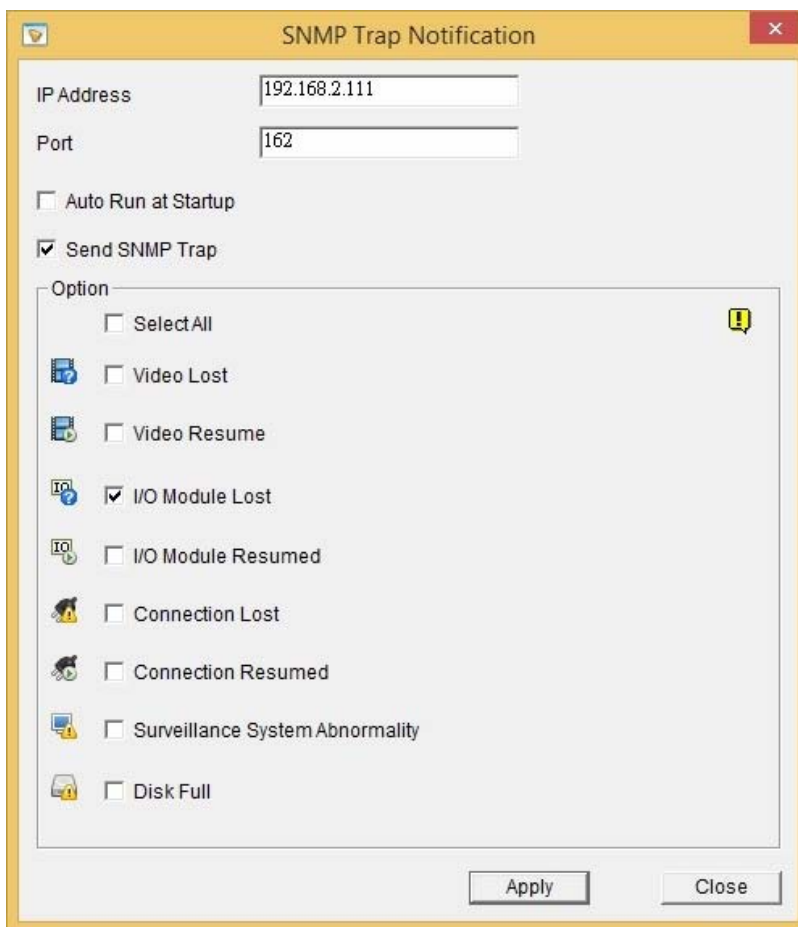 SNMP Trap Notification
IP Address 192.168.2.111
Port 162
Auto Run at Startup
Send SNMP Trap
Option
Select All
Video Lost
Video Resume
I/O Module Lost
I/O Module Resumed
Connection Lost
Connection Resumed
Surveillance System Abnormality
Disk Full
Apply Close